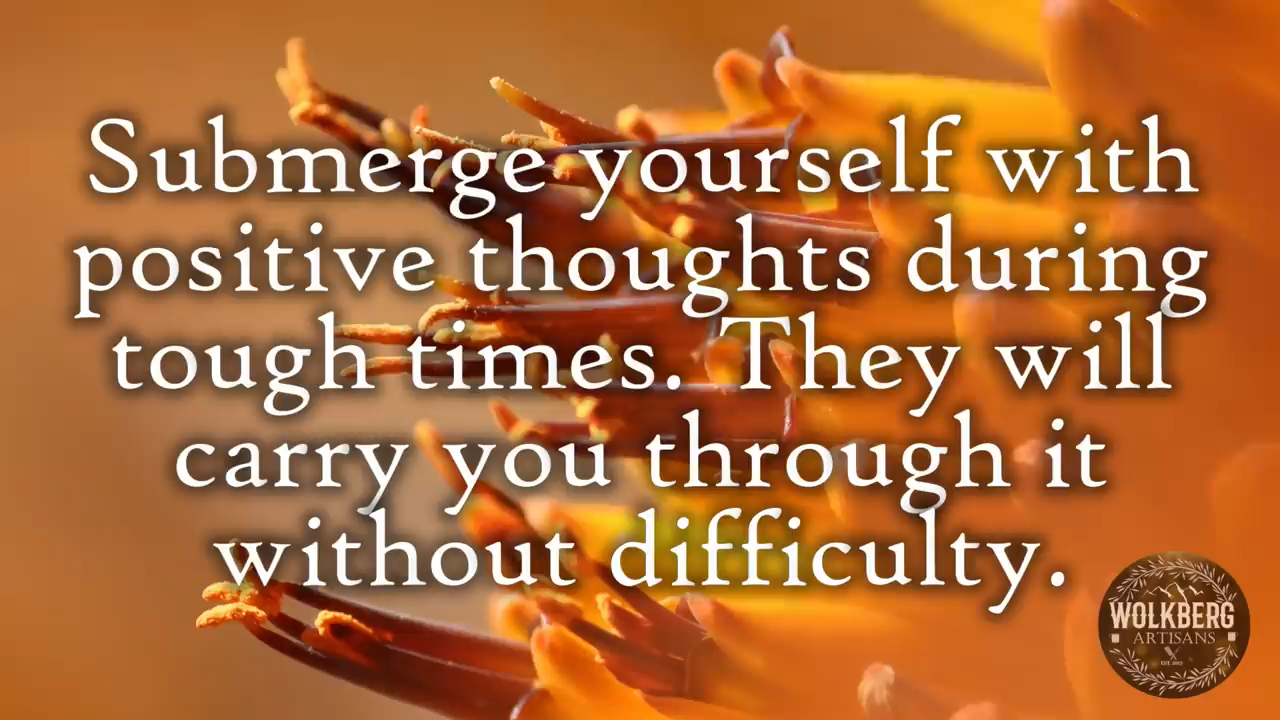 Submerge yourself with
positive thoughts during
tough times. They will
carry you through it
without difficulty.
WOLKBERG
ARTISANS